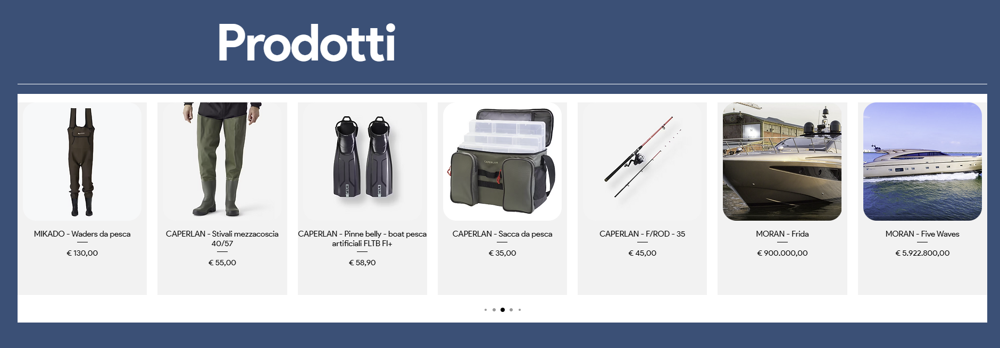 Prodotti
MIKADO - Waders da pesca
€ 130,00
CAPERLAN - Stivali mezzacoscia
40/57
€ 55,00
CAPERLAN - Pinne belly - boat pesca
artificiali FLTB Fl+
€ 58,90
CAPERLAN
CAPERLAN - Sacca da pesca
€ 35,00
CAPERLAN - F/ROD - 35
€ 45,00
MORAN - Frida
€ 900.000,00
MORAN - Five Waves
€ 5.922.800,00